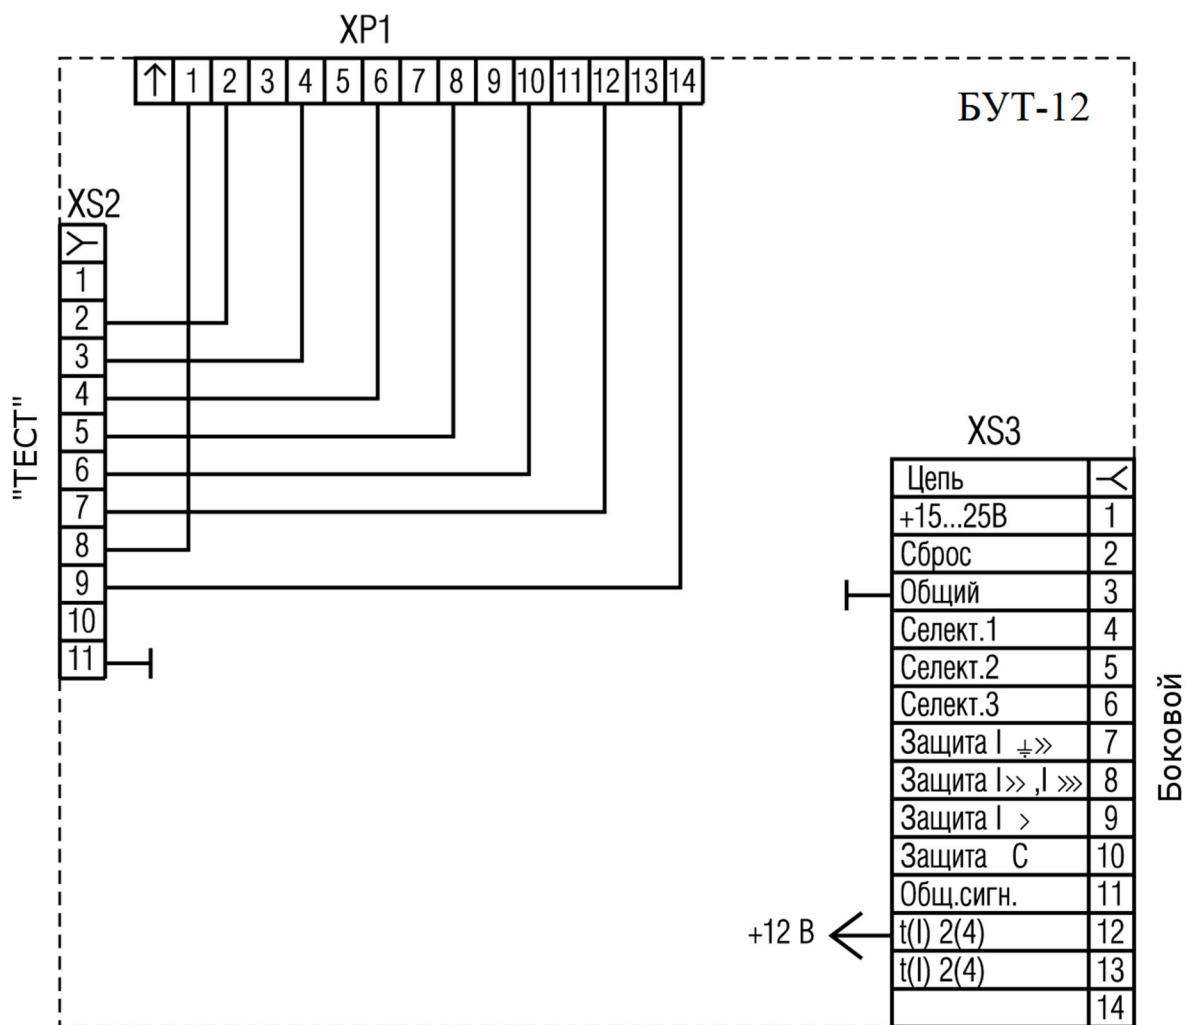 XP1
1 2 3 4 5 6 7 8 9 10 11 12 13 14
БУТ-12
XS2
1
2
3
4
5
6
7
8
9
10
11
"ТЕСТ"
XS3
Цепь
+15...25В 1
Сброс 2
Общий 3
Селект.1 4
Селект.2 5
Селект.3 6
Защита I ⏚>> 7
Защита I>> ,I >>> 8
Защита I > 9
Защита С 10
Общ.сигн. 11
+12 В t(I) 2(4) 12
t(I) 2(4) 13
14
Боковой